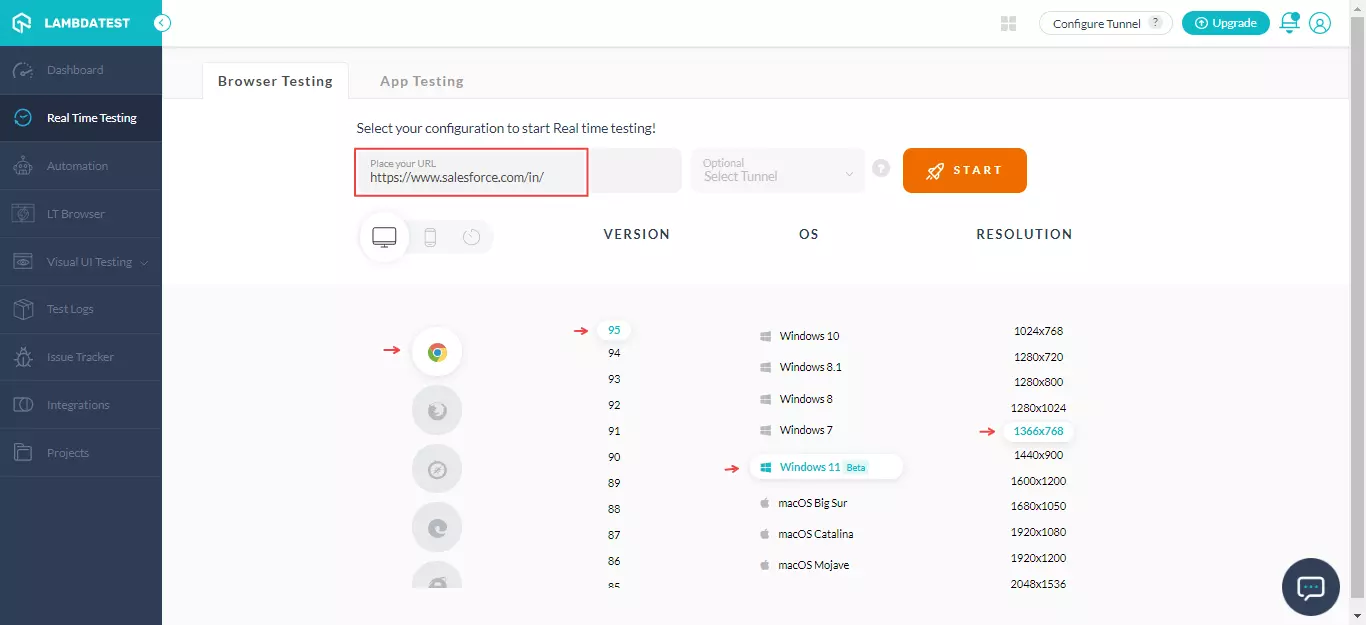 LAMBDATEST
Configure Tunnel ?
Upgrade
Dashboard
Real Time Testing
Automation
LT Browser
Visual UI Testing
Test Logs
Issue Tracker
Integrations
Projects
Browser Testing
App Testing
Select your configuration to start Real time testing!
Place your URL
https://www.salesforce.com/in/
Optional
Select Tunnel
?
START
VERSION
OS
RESOLUTION
95
94
93
92
91
90
89
88
87
86
85
Windows 10
Windows 8.1
Windows 8
Windows 7
Windows 11 Beta
macOS Big Sur
macOS Catalina
macOS Mojave
1024x768
1280x720
1280x800
1280x1024
1366x768
1440x900
1600x1200
1680x1050
1920x1080
1920x1200
2048x1536